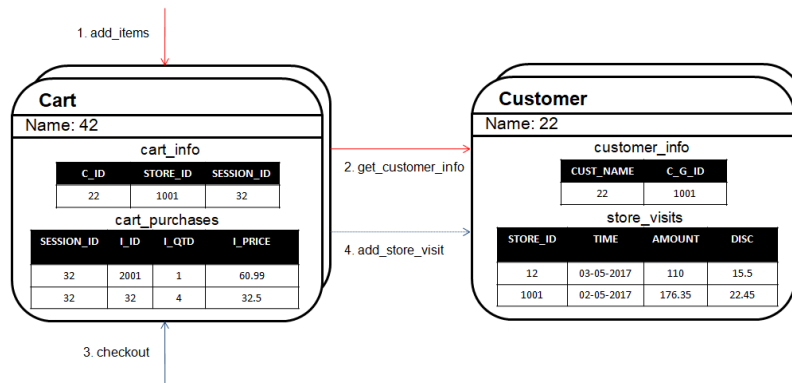 1. add_items
Cart
Name: 42
cart_info
C_ID STORE_ID SESSION_ID
22 1001 32
cart_purchases
SESSION_ID I_ID I_QTD I_PRICE
32 2001 1 60.99
32 32 4 32.5
2. get_customer_info
4. add_store_visit
Customer
Name: 22
customer_info
CUST_NAME C_G_ID
22 1001
store_visits
STORE_ID TIME AMOUNT DISC
12 03-05-2017 110 15.5
1001 02-05-2017 176.35 22.45
3. checkout